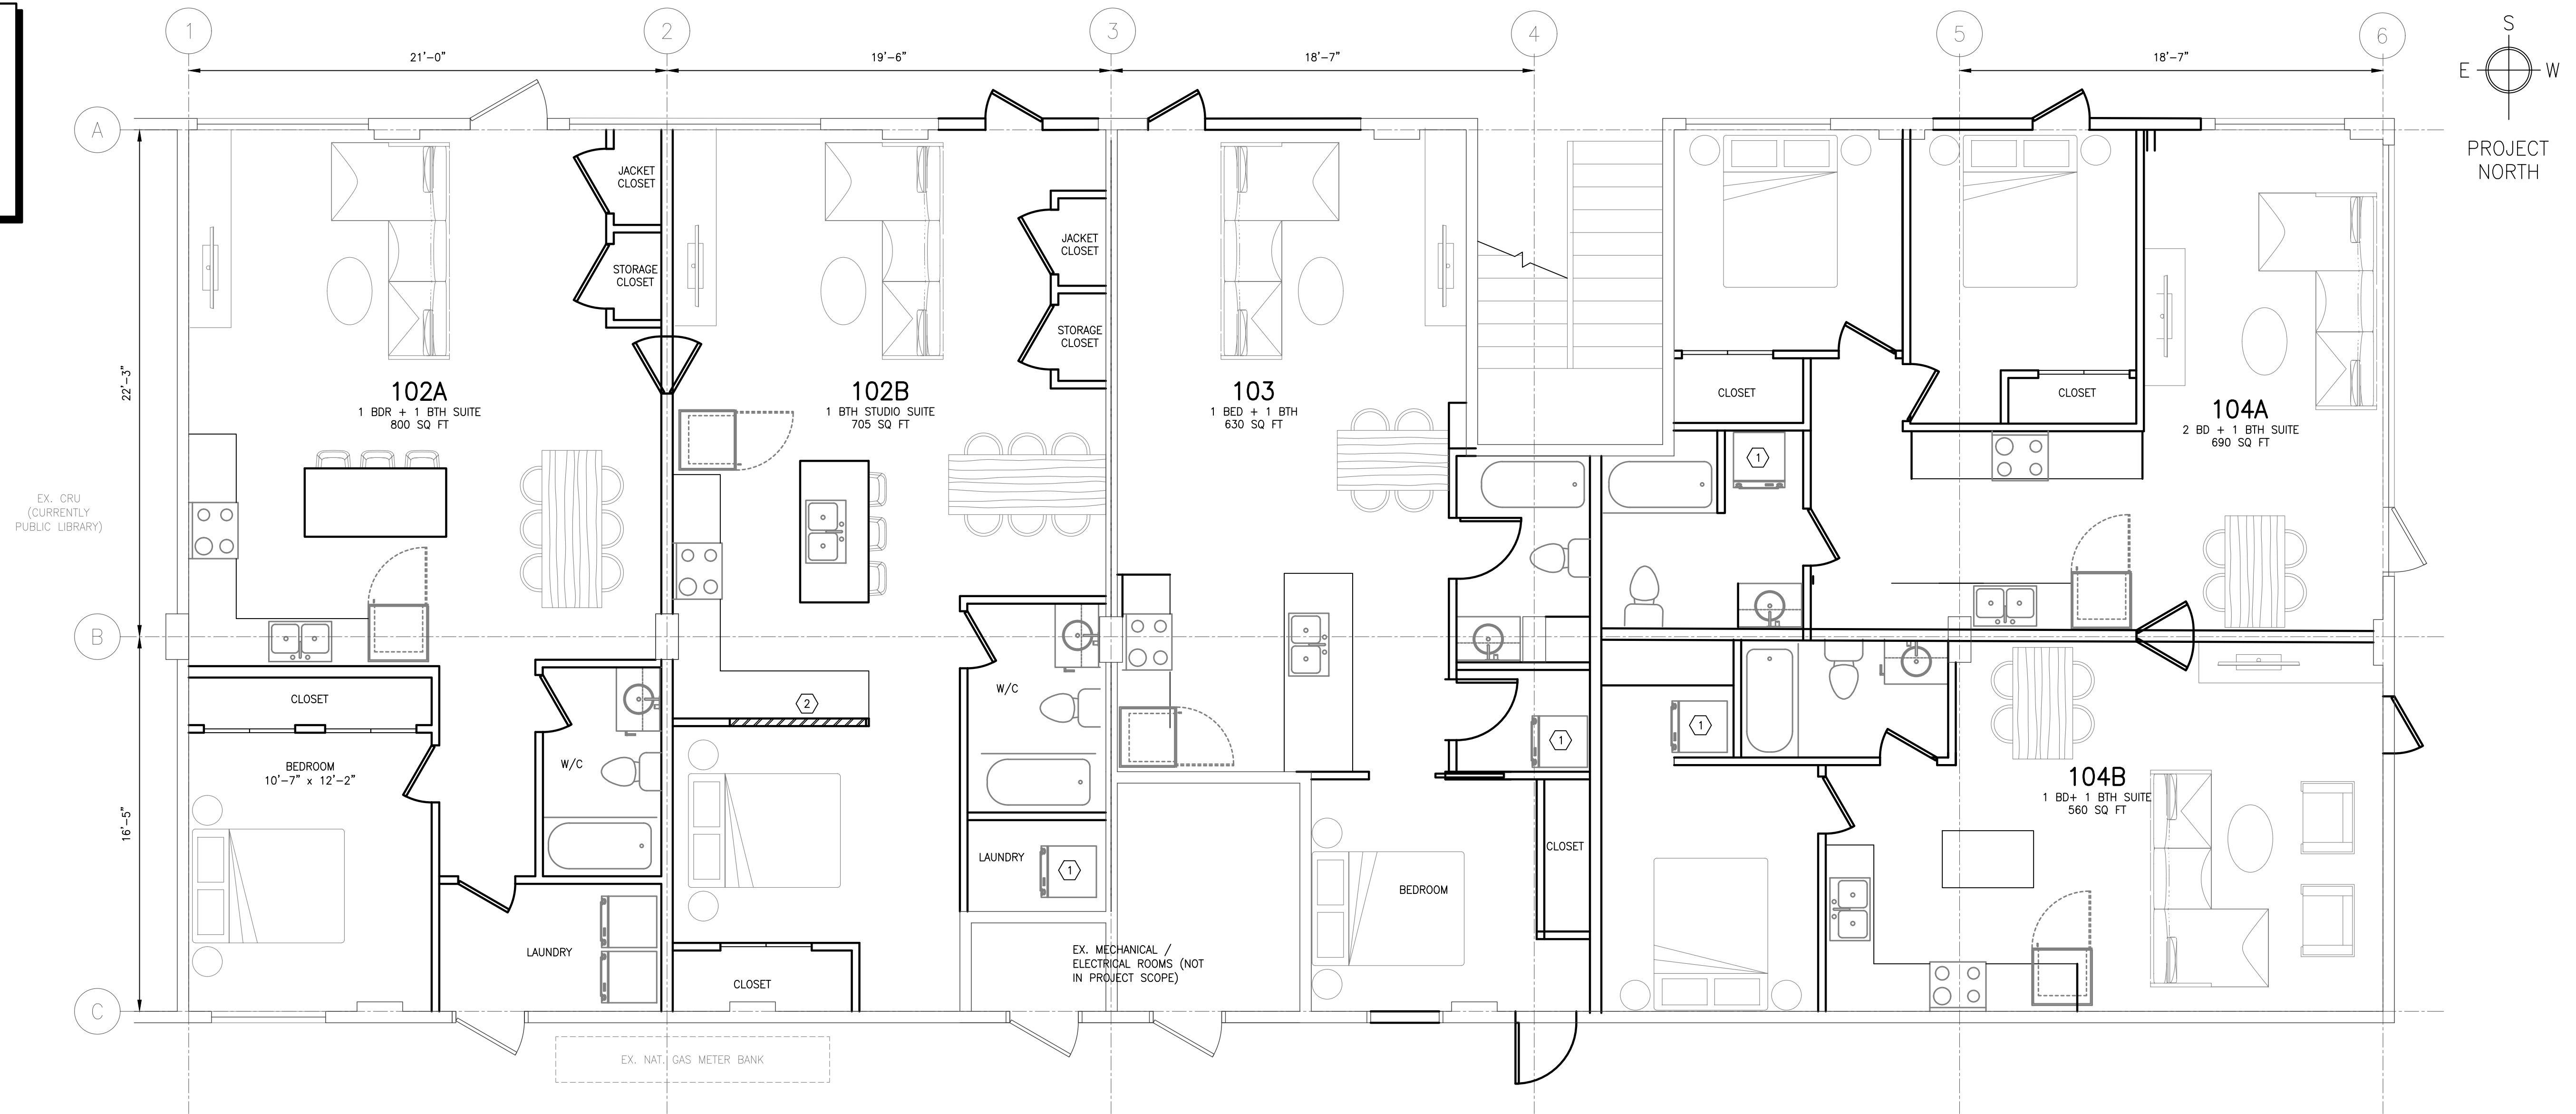 1
2
3
4
5
6
21'-0"
19'-6"
18'-7"
18'-7"
S
E
W
PROJECT
NORTH
A
B
C
22'-3"
16'-5"
EX. CRU
(CURRENTLY
PUBLIC LIBRARY)
JACKET
CLOSET
STORAGE
CLOSET
102A
1 BDR + 1 BTH SUITE
800 SQ FT
CLOSET
BEDROOM
10'-7" x 12'-2"
W/C
LAUNDRY
JACKET
CLOSET
STORAGE
CLOSET
102B
1 BTH STUDIO SUITE
705 SQ FT
2
W/C
LAUNDRY
1
CLOSET
EX. MECHANICAL /
ELECTRICAL ROOMS (NOT
IN PROJECT SCOPE)
EX. NAT. GAS METER BANK
103
1 BED + 1 BTH
630 SQ FT
1
CLOSET
BEDROOM
CLOSET
1
CLOSET
104A
2 BD + 1 BTH SUITE
690 SQ FT
1
104B
1 BD+ 1 BTH SUITE
560 SQ FT